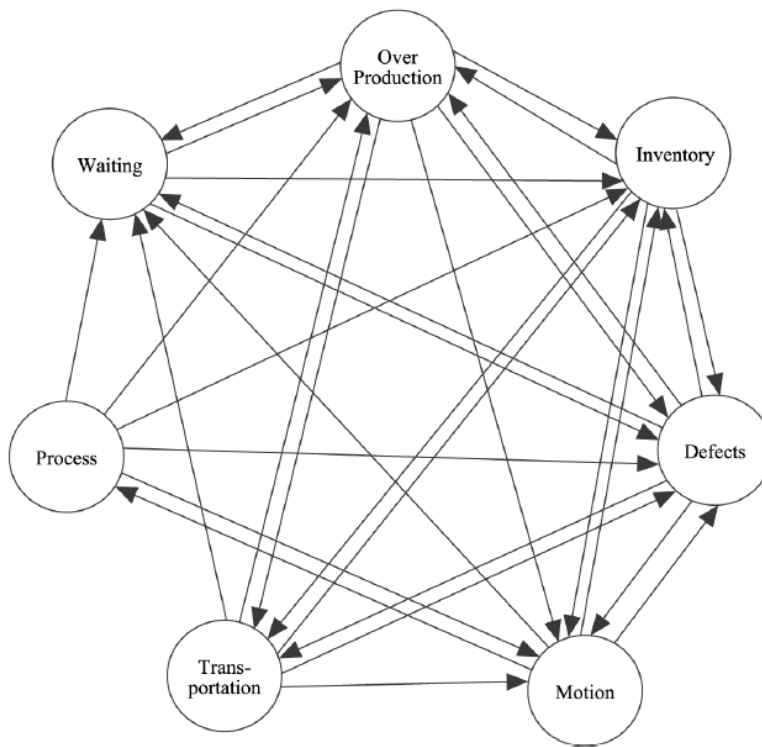 Over
Production
Waiting
Inventory
Process
Defects
Trans-
portation
Motion